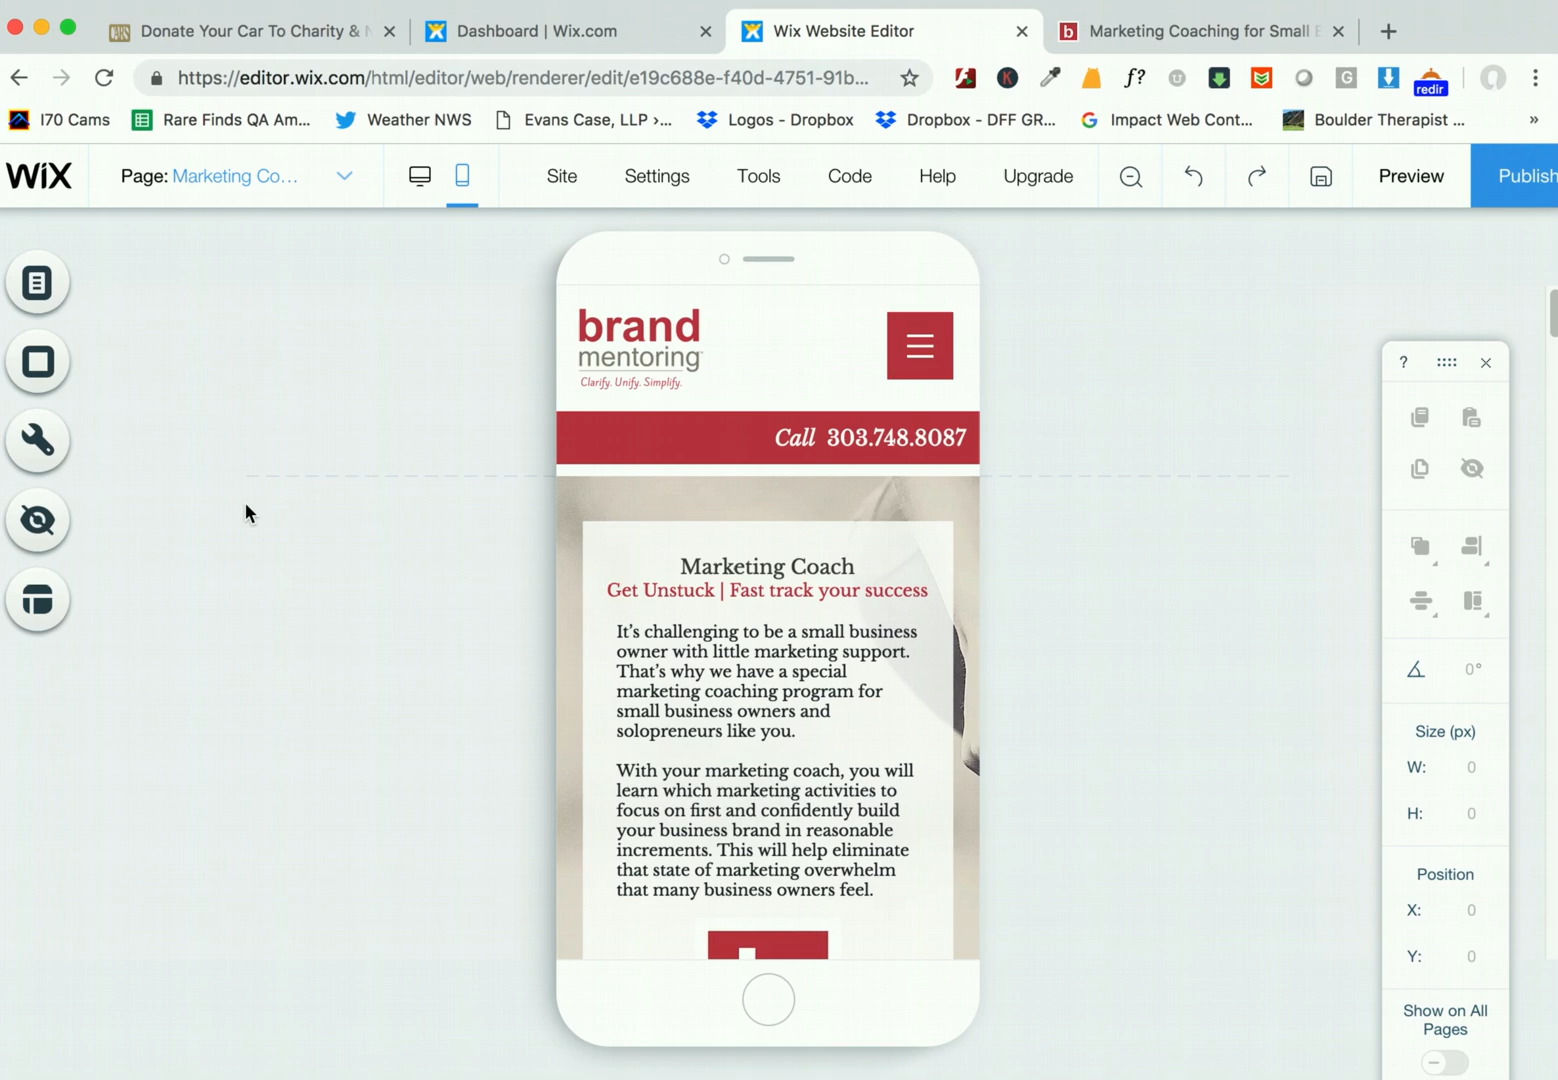 Donate Your Car To Charity &
Dashboard | Wix.com
Wix Website Editor
Marketing Coaching for Small
https://editor.wix.com/html/editor/web/renderer/edit/e19c688e-f40d-4751-91b...
f?
G
redir
I70 Cams
Rare Finds QA Am...
Weather NWS
Evans Case, LLP ›...
Logos - Dropbox
Dropbox - DFF GR...
Impact Web Cont...
Boulder Therapist ...
»
WiX
Page: Marketing Co...
Site
Settings
Tools
Code
Help
Upgrade
Preview
Publish
brand
mentoring
Clarify. Unify. Simplify.
Call 303.748.8087
Marketing Coach
Get Unstuck | Fast track your success
It's challenging to be a small business
owner with little marketing support.
That's why we have a special
marketing coaching program for
small business owners and
solopreneurs like you.
With your marketing coach, you will
learn which marketing activities to
focus on first and confidently build
your business brand in reasonable
increments. This will help eliminate
that state of marketing overwhelm
that many business owners feel.
?
0°
Size (px)
W: 0
H: 0
Position
X: 0
Y: 0
Show on All
Pages